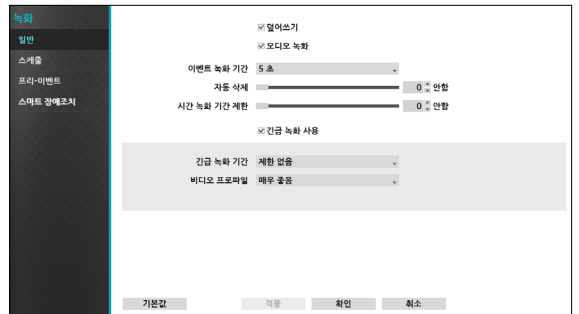 녹화
일반
스케줄
프리-이벤트
스마트 장애조치
덮어쓰기
오디오 녹화
이벤트 녹화 기간 5 초
자동 삭제 0 안함
시간 녹화 기간 제한 0 안함
긴급 녹화 사용
긴급 녹화 기간 제한 없음
비디오 프로파일 매우 좋음
기본값 적용 확인 취소